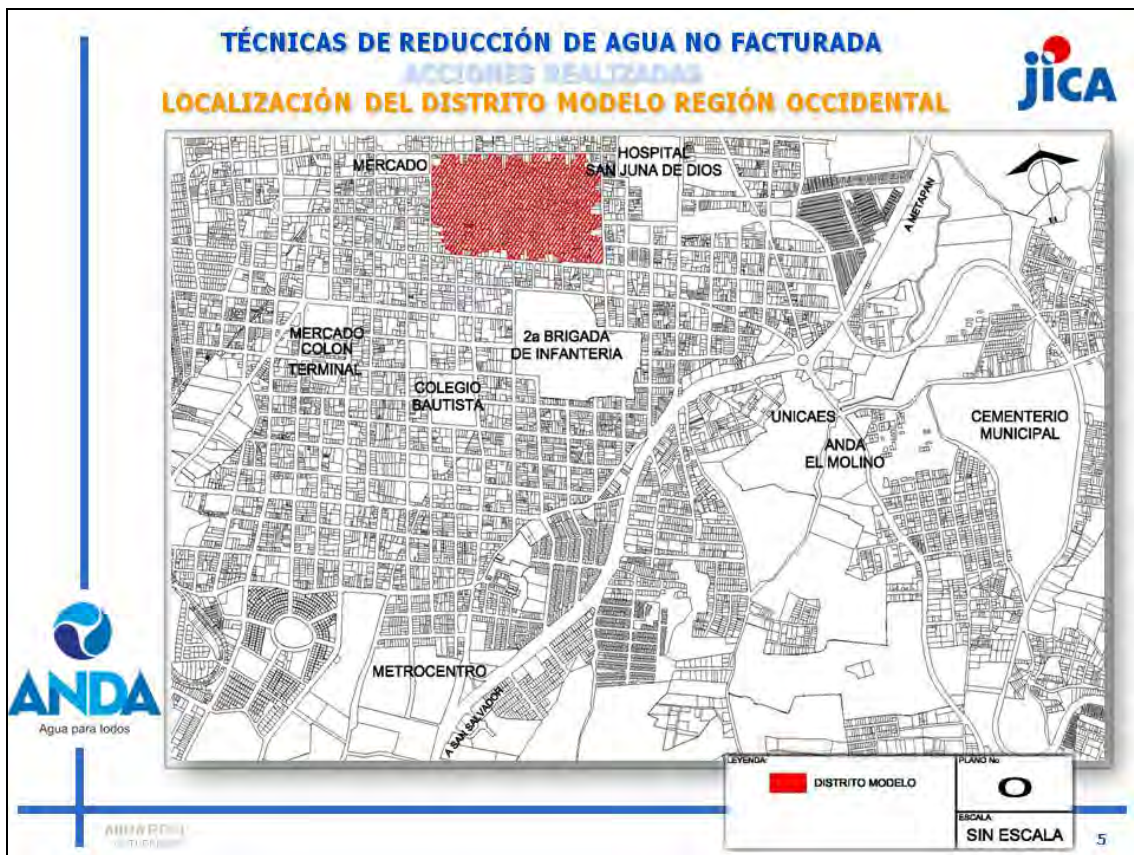 TÉCNICAS DE REDUCCIÓN DE AGUA NO FACTURADA
ACCIONES REALIZADAS
LOCALIZACIÓN DEL DISTRITO MODELO REGIÓN OCCIDENTAL
jICA
MERCADO
HOSPITAL
SAN JUNA DE DIOS
A METAPAN
MERCADO
COLON
TERMINAL
2a BRIGADA
DE INFANTERIA
COLEGIO
BAUTISTA
UNICAES
ANDA
EL MOLINO
CEMENTERIO
MUNICIPAL
METROCENTRO
A SAN SALVADOR
ANDA
Agua para todos
LEYENDA:
DISTRITO MODELO
PLANO No
O
ESCALA:
SIN ESCALA
5